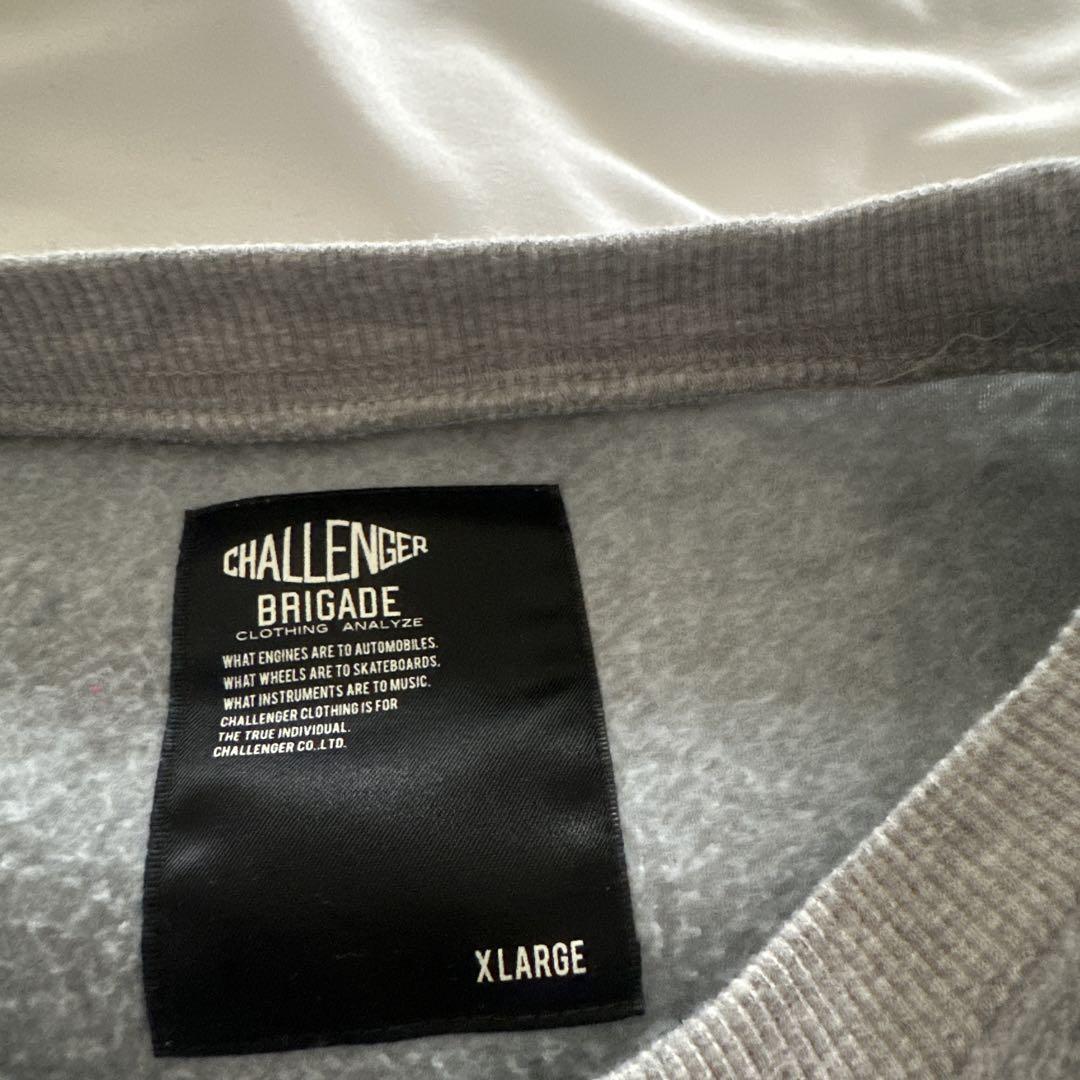 CHALLENGER
BRIGADE
CLOTHING ANALYZE
WHAT ENGINES ARE TO AUTOMOBILES.
WHAT WHEELS ARE TO SKATEBOARDS.
WHAT INSTRUMENTS ARE TO MUSIC.
CHALLENGER CLOTHING IS FOR
THE TRUE INDIVIDUAL.
CHALLENGER CO.,LTD.
X LARGE